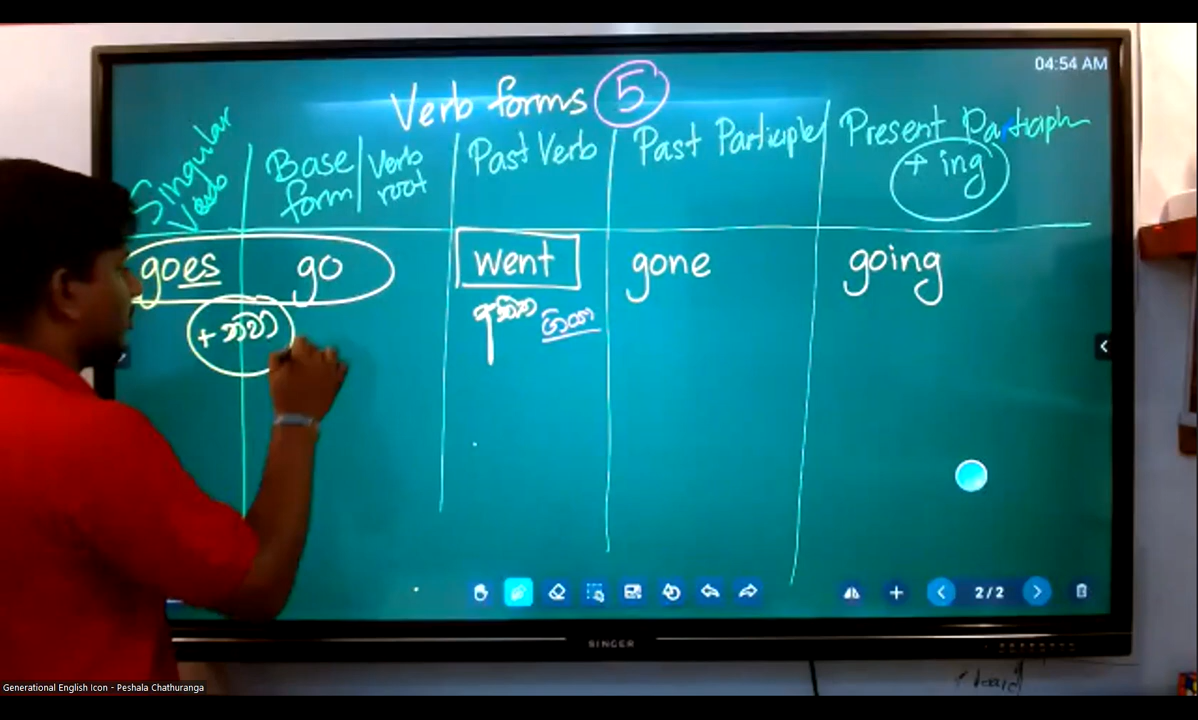 04:54 AM
Verb forms 5
Singular Verb
Base form / Verb root
Past Verb
Past Participle
Present
+ ing
goes
go
went
gone
going
2 / 2
SINGER
Generational English Icon - Peshala Chathuranga